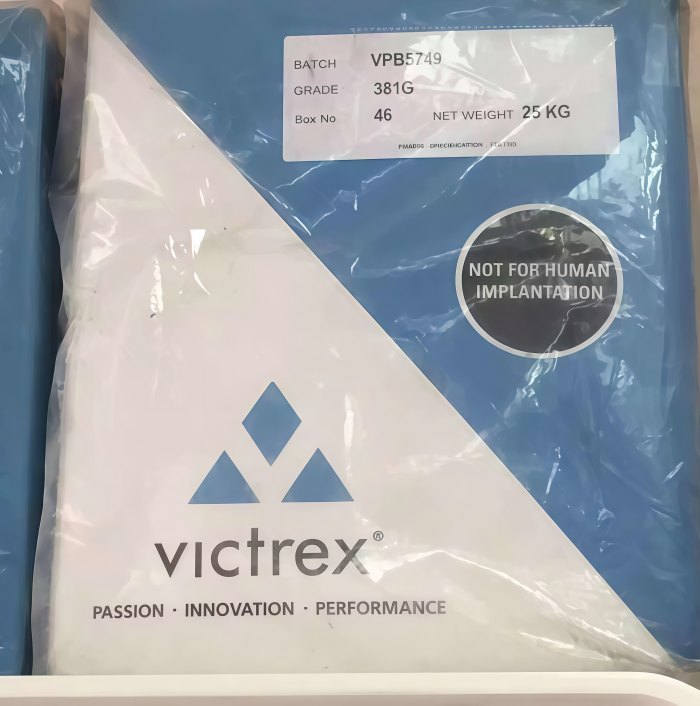 BATCH VPB5749
GRADE 381G
Box No 46 NET WEIGHT 25 KG
NOT FOR HUMAN
IMPLANTATION
victrex®
PASSION · INNOVATION · PERFORMANCE